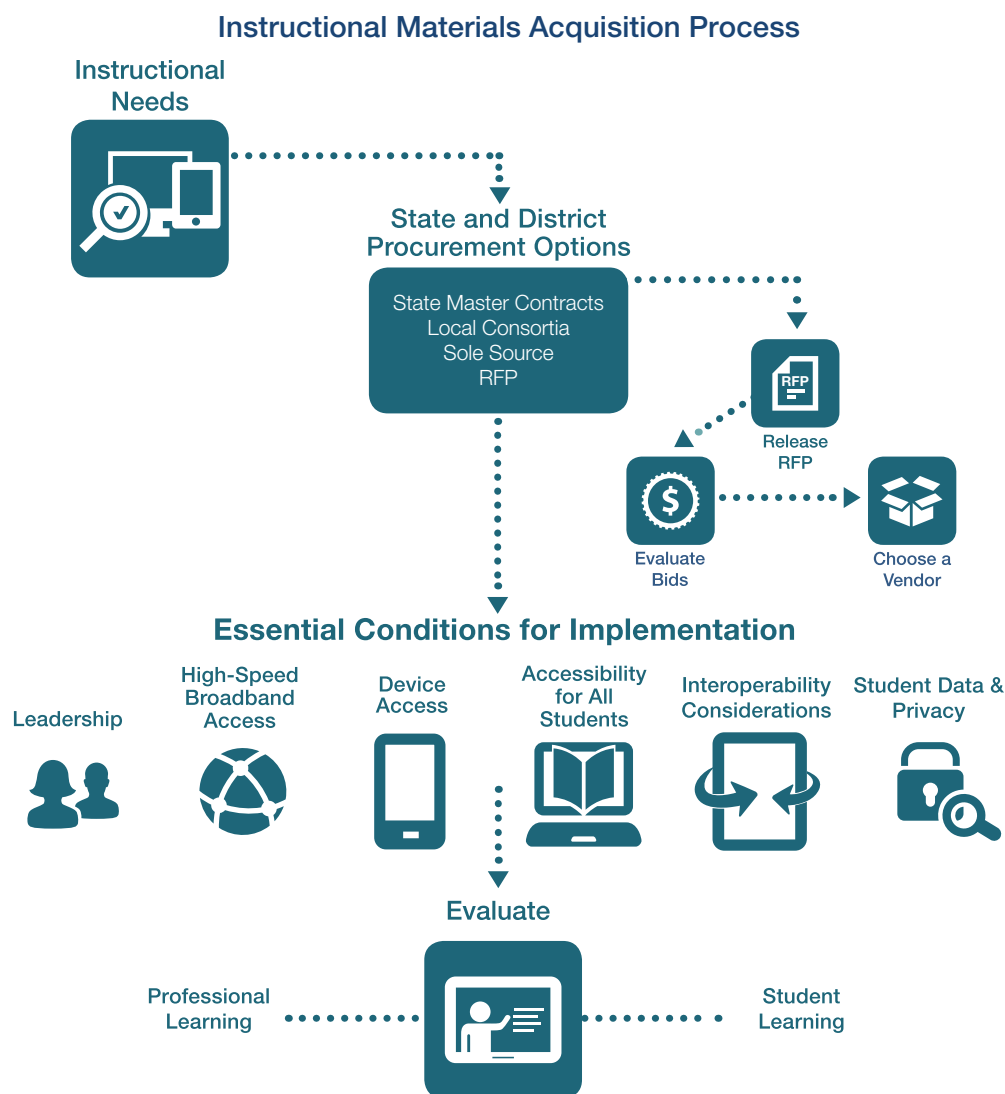 Instructional Materials Acquisition Process
Instructional
Needs
State and District
Procurement Options
State Master Contracts
Local Consortia
Sole Source
RFP
RFP
Release
RFP
$
Evaluate
Bids
Choose a
Vendor
Essential Conditions for Implementation
Leadership
High-Speed
Broadband
Access
Device
Access
Accessibility
for All
Students
Interoperability
Considerations
Student Data &
Privacy
Evaluate
Professional
Learning
Student
Learning